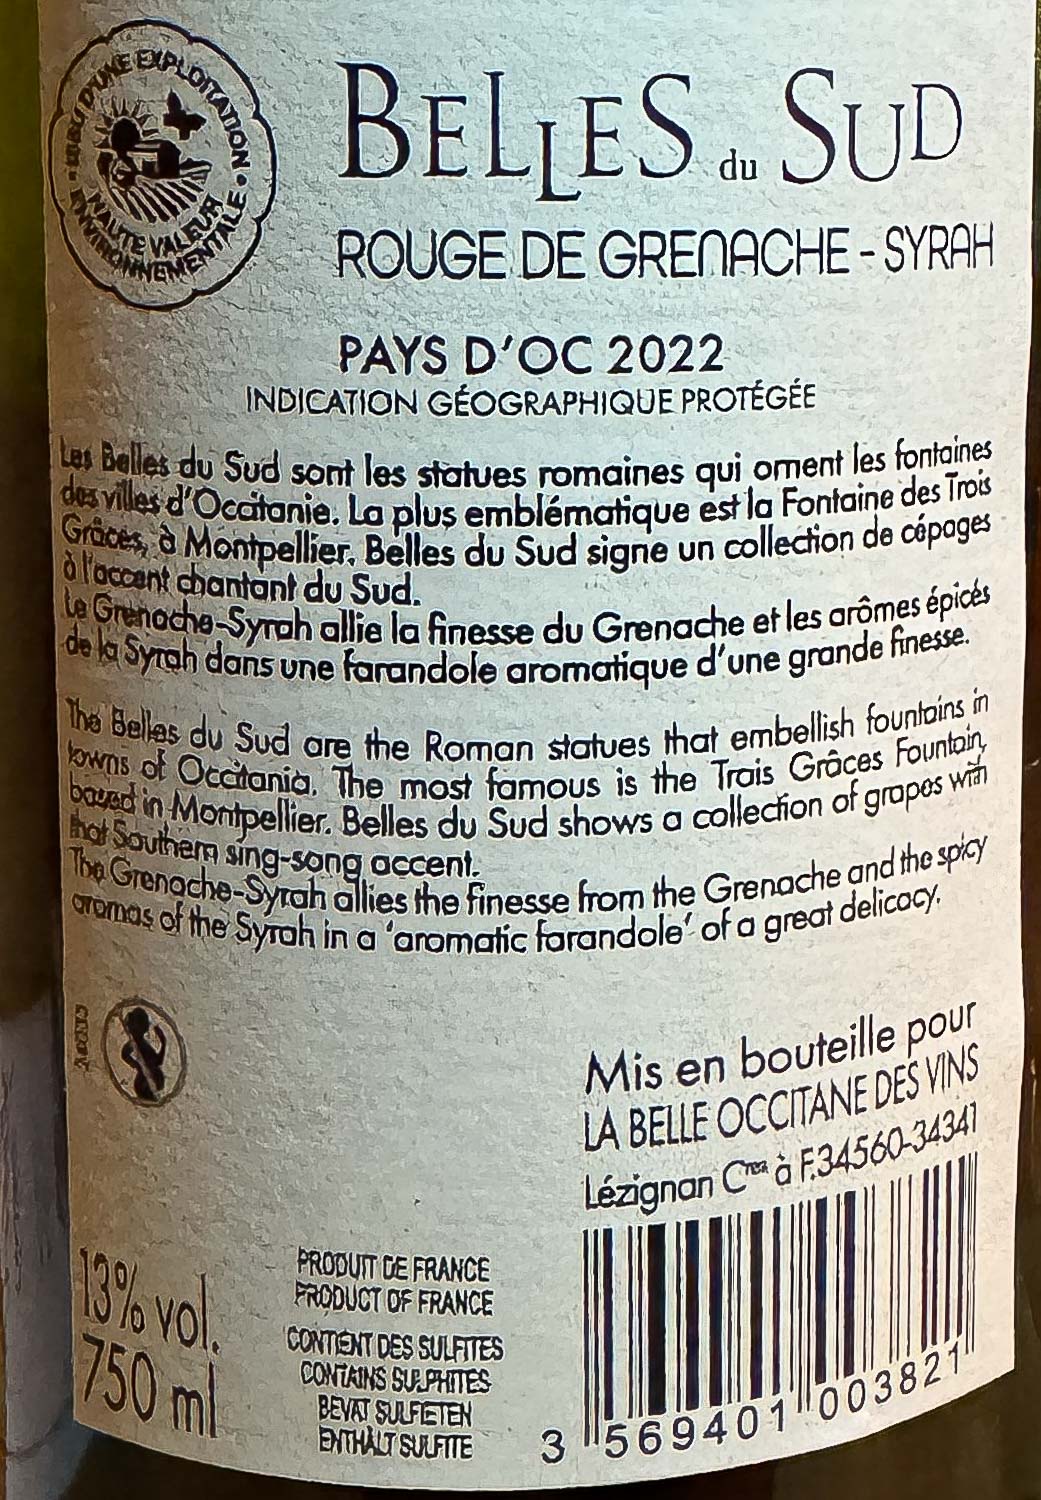 ISSU D'UNE EXPLOITATION
HAUTE VALEUR
ENVIRONNEMENTALE
BELLES du SUD
ROUGE DE GRENACHE - SYRAH
PAYS D'OC 2022
INDICATION GÉOGRAPHIQUE PROTÉGÉE
Les Belles du Sud sont les statues romaines qui ornent les fontaines
des villes d'Occitanie. La plus emblématique est la Fontaine des Trois
Grâces, à Montpellier. Belles du Sud signe un collection de cépages
à l'accent chantant du Sud.
Le Grenache-Syrah allie la finesse du Grenache et les arômes épicés
de la Syrah dans une farandole aromatique d'une grande finesse.
The Belles du Sud are the Roman statues that embellish fountains in
towns of Occitania. The most famous is the Trois Grâces Fountain,
based in Montpellier. Belles du Sud shows a collection of grapes with
that Southern sing-song accent.
The Grenache-Syrah allies the finesse from the Grenache and the spicy
aromas of the Syrah in a 'aromatic farandole' of a great delicacy.
Mis en bouteille pour
LA BELLE OCCITANE DES VINS
Lézignan Crea à F.34560-34341
13% vol.
750 ml
PRODUIT DE FRANCE
PRODUCT OF FRANCE
CONTIENT DES SULFITES
CONTAINS SULPHITES
BEVAT SULFIETEN
ENTHÄLT SULFITE
3 569401 003821